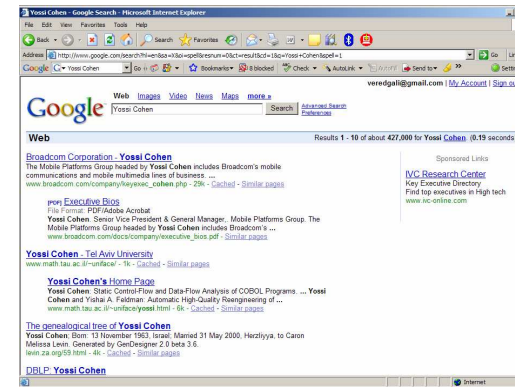 Yossi Cohen - Google Search - Microsoft Internet Explorer
File Edit View Favorites Tools Help
Back Search Favorites
Address http://www.google.com/search?hl=en&sa=X&oi=spell&resnum=0&ct=result&cd=1&q=Yossi+Cohen&spell=1 Go
Google Yossi Cohen Go Bookmarks 8 blocked Check AutoLink AutoFill Send to
veredgali@gmail.com | My Account | Sign
Web Images Video News Maps more »
Google Yossi Cohen Search Advanced Search
Preferences
Web Results 1 - 10 of about 427,000 for Yossi Cohen. (0.19 seconds
Broadcom Corporation - Yossi Cohen
The Mobile Platforms Group headed by Yossi Cohen includes Broadcom's mobile
communications and mobile multimedia lines of business. ...
www.broadcom.com/company/keyexec_cohen.php - 29k - Cached - Similar pages
[PDF] Executive Bios
File Format: PDF/Adobe Acrobat
Yossi Cohen. Senior Vice President & General Manager,. Mobile Platforms Group. The
Mobile Platforms Group headed by Yossi Cohen includes Broadcom's ...
www.broadcom.com/docs/company/executive_bios.pdf - Similar pages
Yossi Cohen - Tel Aviv University
www.math.tau.ac.il/~uniface/ - 1k - Cached - Similar pages
Yossi Cohen's Home Page
Yossi Cohen: Static Control-Flow and Data-Flow Analysis of COBOL Programs. ... Yossi
Cohen and Yishai A. Feldman: Automatic High-Quality Reengineering of ...
www.math.tau.ac.il/~uniface/yossi.html - 6k - Cached - Similar pages
The genealogical tree of Yossi Cohen
Yossi Cohen; Born: 13 November 1963, Israel; Married 31 May 2000, Herzliyya, to Caron
Melissa Levin. Generated by GenDesigner 2.0 beta 3.6.
levin.za.org/59.html - 4k - Cached - Similar pages
DBLP: Yossi Cohen
Sponsored Links
IVC Research Center
Key Executive Directory
Find top executives in High tech
www.ivc-online.com
Internet